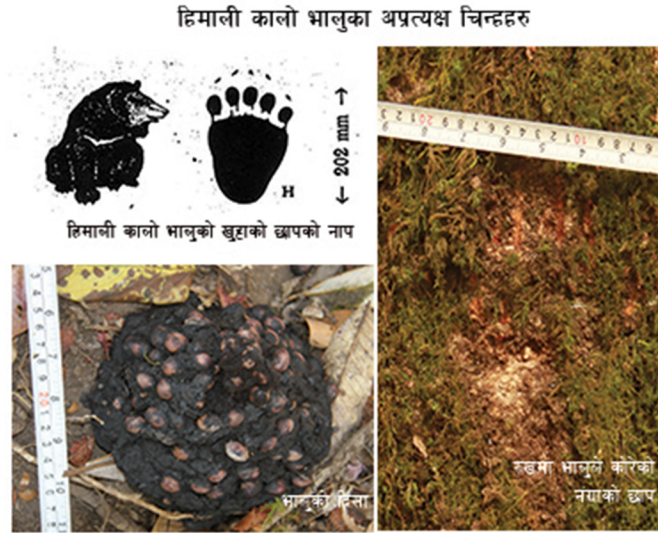 हिमाली कालो भालुका अप्रत्यक्ष चिन्हहरु
202 mm
H
हिमाली कालो भालुको खुट्टाको छापको नाप
भालुको दिसा
रुखमा भालुले कोरेको
नंग्राको छाप